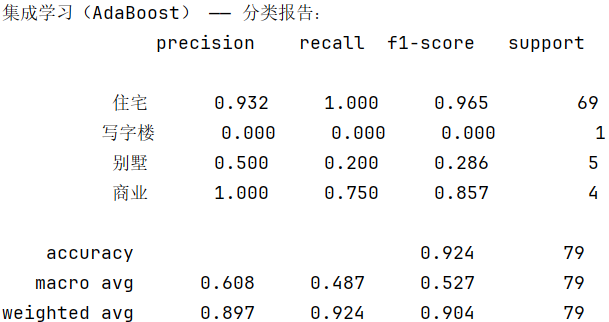 集成学习（AdaBoost） —— 分类报告：
precision recall f1-score support
住宅 0.932 1.000 0.965 69
写字楼 0.000 0.000 0.000 1
别墅 0.500 0.200 0.286 5
商业 1.000 0.750 0.857 4
accuracy 0.924 79
macro avg 0.608 0.487 0.527 79
weighted avg 0.897 0.924 0.904 79